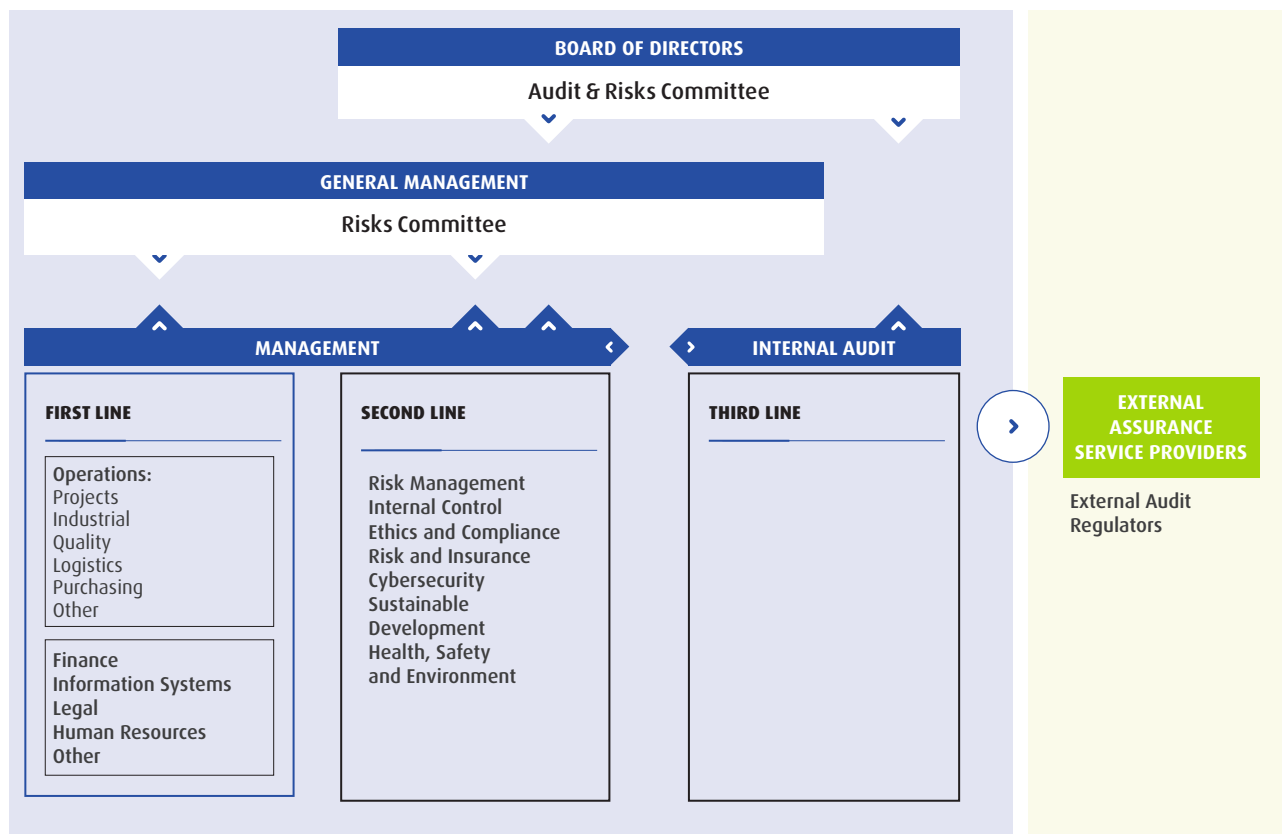 BOARD OF DIRECTORS
Audit & Risks Committee
GENERAL MANAGEMENT
Risks Committee
MANAGEMENT
INTERNAL AUDIT
FIRST LINE
Operations:
Projects
Industrial
Quality
Logistics
Purchasing
Other
Finance
Information Systems
Legal
Human Resources
Other
SECOND LINE
Risk Management
Internal Control
Ethics and Compliance
Risk and Insurance
Cybersecurity
Sustainable
Development
Health, Safety
and Environment
THIRD LINE
EXTERNAL
ASSURANCE
SERVICE PROVIDERS
External Audit
Regulators